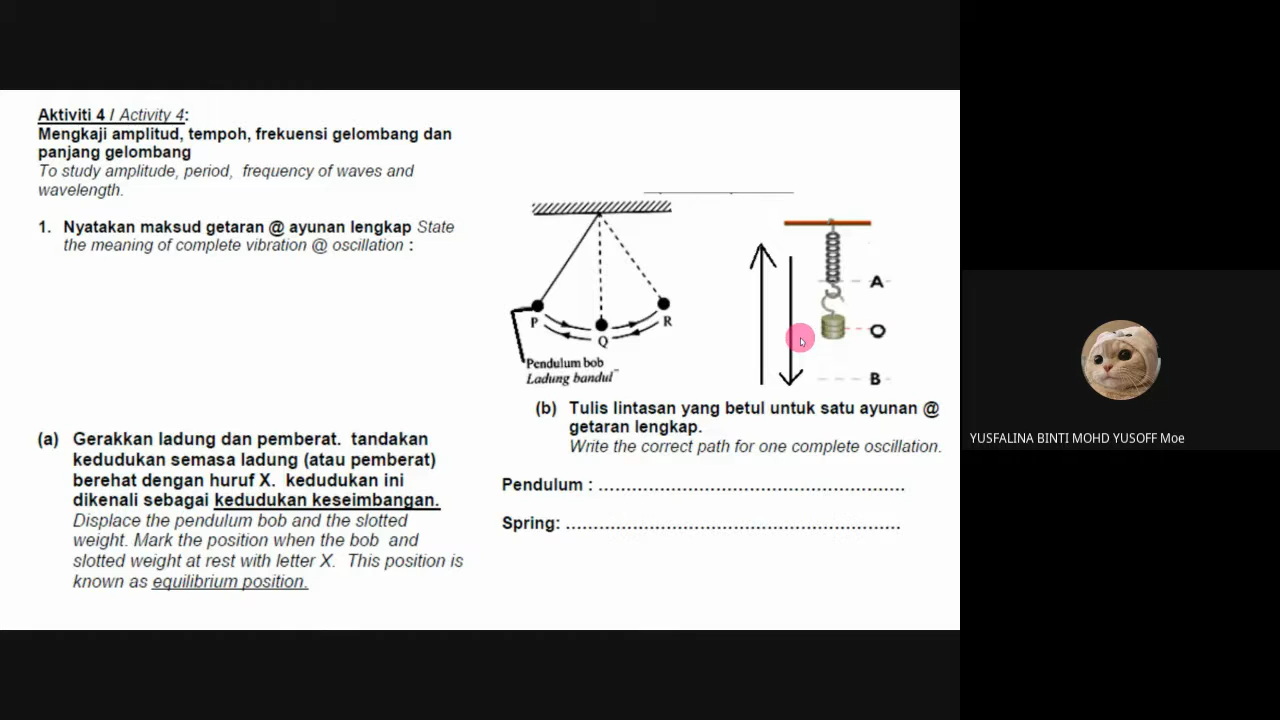 Aktiviti 4 / Activity 4:
Mengkaji amplitud, tempoh, frekuensi gelombang dan
panjang gelombang
To study amplitude, period, frequency of waves and
wavelength.
1. Nyatakan maksud getaran @ ayunan lengkap State
the meaning of complete vibration @ oscillation :
(a) Gerakkan ladung dan pemberat. tandakan
kedudukan semasa ladung (atau pemberat)
berehat dengan huruf X. kedudukan ini
dikenali sebagai kedudukan keseimbangan.
Displace the pendulum bob and the slotted
weight. Mark the position when the bob and
slotted weight at rest with letter X. This position is
known as equilibrium position.
P
Q
R
Pendulum bob
Ladung bandul
A
O
B
(b) Tulis lintasan yang betul untuk satu ayunan @
getaran lengkap.
Write the correct path for one complete oscillation.
Pendulum : ......................................................
Spring: ...........................................................
YUSFALINA BINTI MOHD YUSOFF Moe